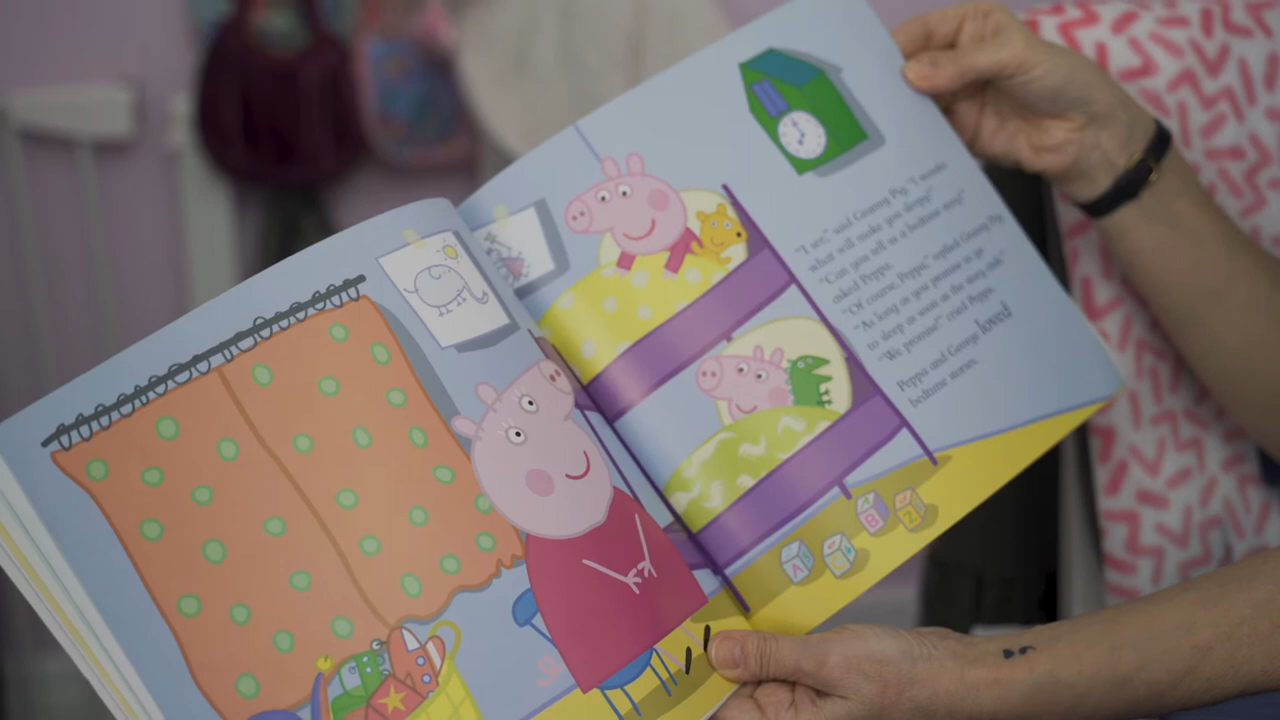 "I see," said Granny Pig. "I wonder
what will make you sleepy?"
"Can you tell us a bedtime story?"
asked Peppa.
"Of course, Peppa," replied Granny Pig.
"As long as you promise to go
to sleep as soon as the story ends."
"We promise!" cried Peppa.
Peppa and George loved
bedtime stories.
A
B
2